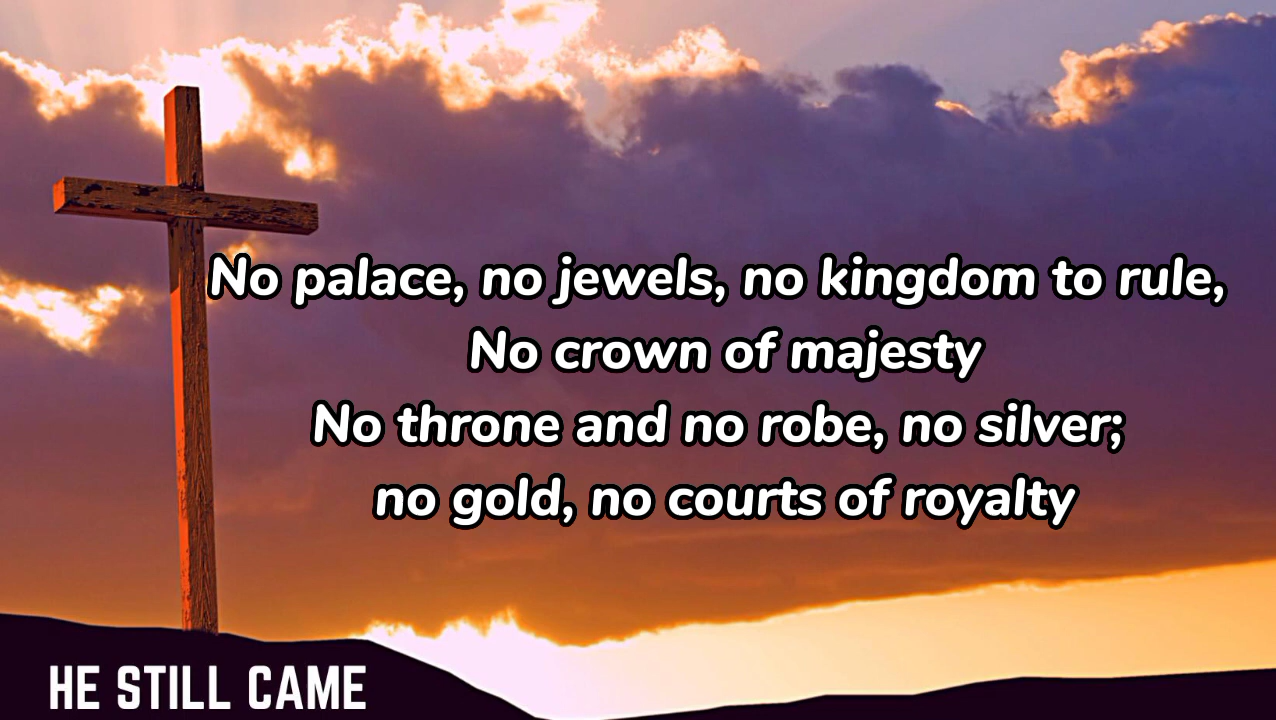 No palace, no jewels, no kingdom to rule,
No crown of majesty
No throne and no robe, no silver;
no gold, no courts of royalty
HE STILL CAME